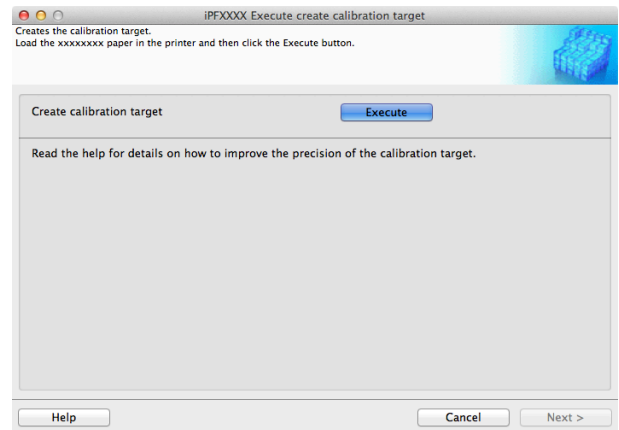 iPFXXXX Execute create calibration target
Creates the calibration target.
Load the xxxxxxxx paper in the printer and then click the Execute button.
Create calibration target
Execute
Read the help for details on how to improve the precision of the calibration target.
Help
Cancel
Next >